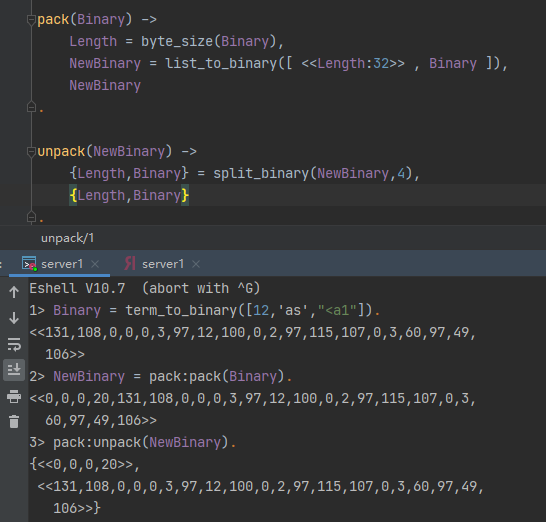 pack(Binary) ->
Length = byte_size(Binary),
NewBinary = list_to_binary([ <<Length:32>> , Binary ]),
NewBinary
.
unpack(NewBinary) ->
{Length,Binary} = split_binary(NewBinary,4),
{Length,Binary}
.
unpack/1
: server1 × server1 ×
Eshell V10.7  (abort with ^G)
1> Binary = term_to_binary([12,'as',"<a1"]).
<<131,108,0,0,0,3,97,12,100,0,2,97,115,107,0,3,60,97,49,
106>>
2> NewBinary = pack:pack(Binary).
<<0,0,0,20,131,108,0,0,0,3,97,12,100,0,2,97,115,107,0,3,
60,97,49,106>>
3> pack:unpack(NewBinary).
{<<0,0,0,20>>,
<<131,108,0,0,0,3,97,12,100,0,2,97,115,107,0,3,60,97,49,
106>>}